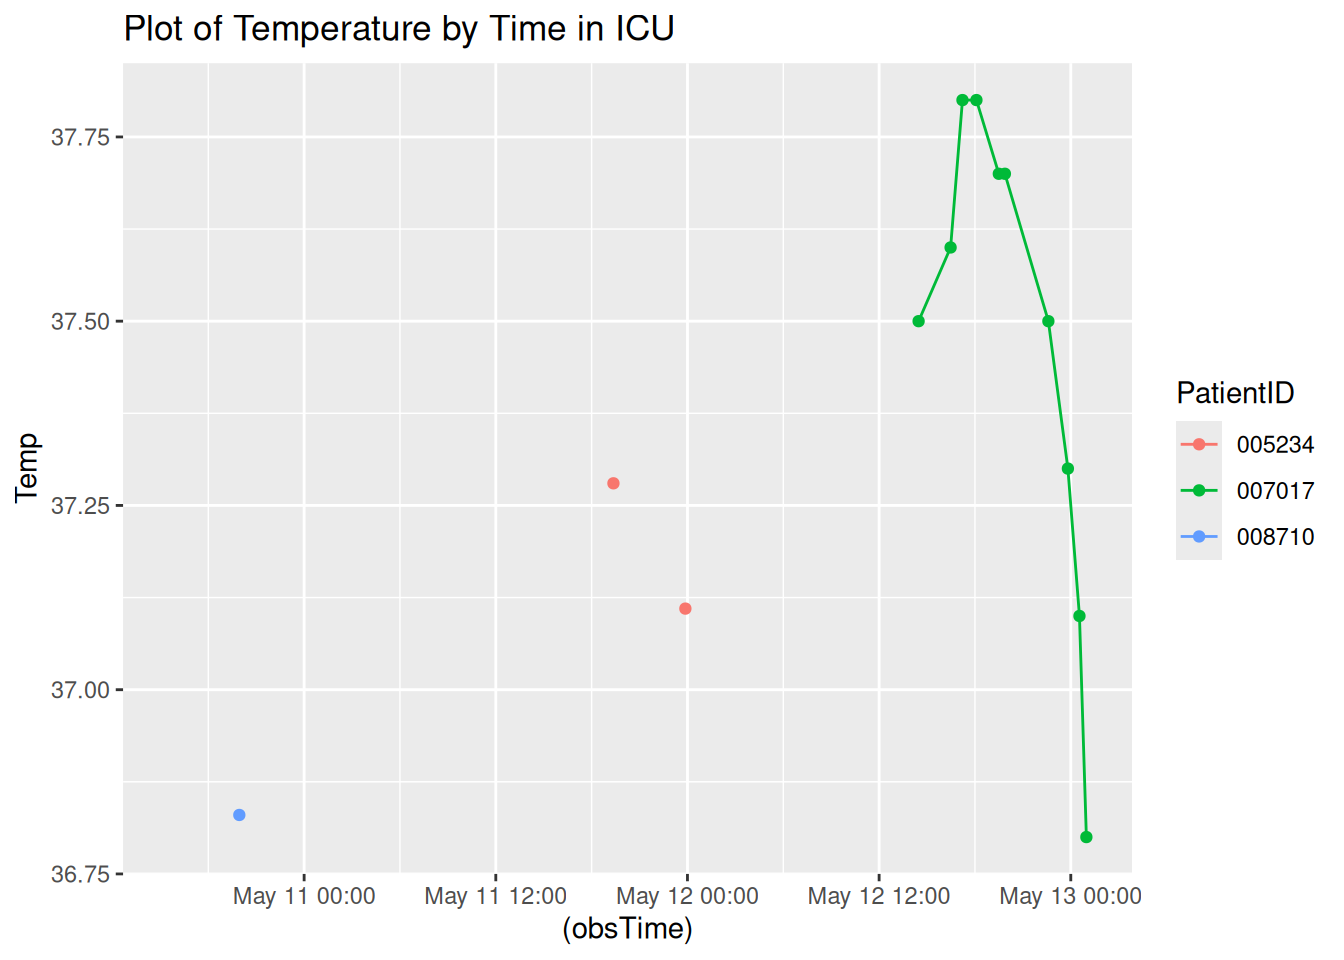 Plot of Temperature by Time in ICU
Temp
37.75
37.50
37.25
37.00
36.75
May 11 00:00
May 11 12:00
May 12 00:00
May 12 12:00
May 13 00:00
(obsTime)
PatientID
005234
007017
008710